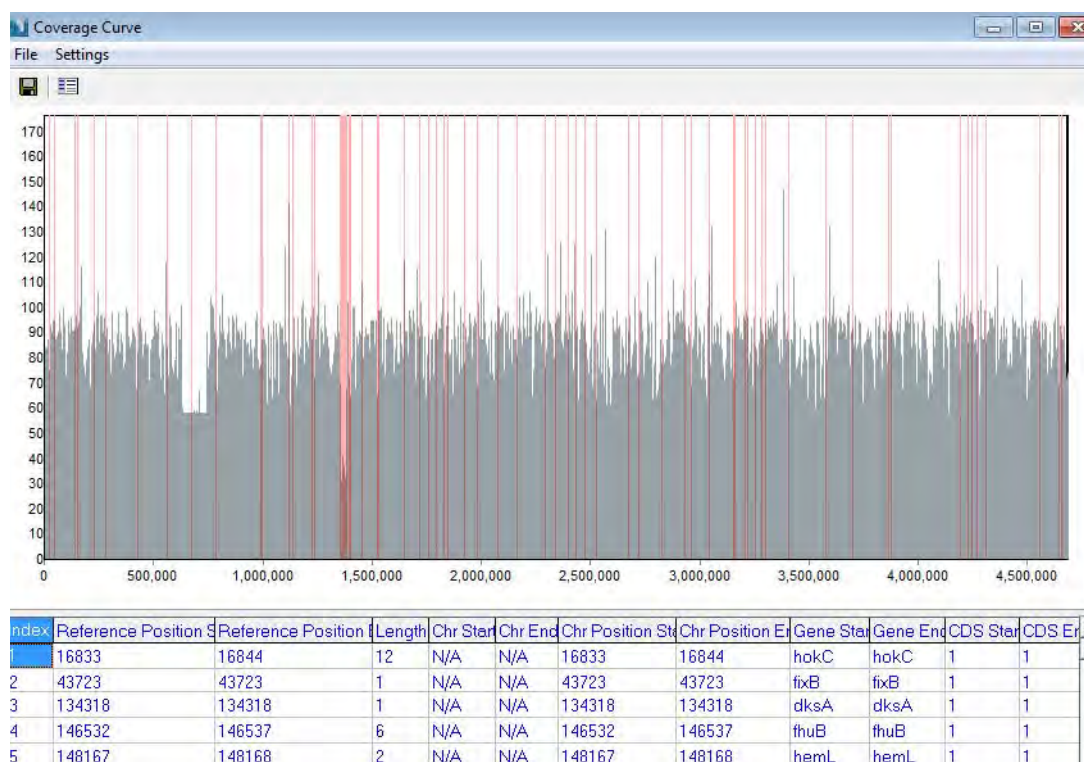 Coverage Curve
File Settings
170
160
150
140
130
120
110
100
90
80
70
60
50
40
30
20
10
0
0 500,000 1,000,000 1,500,000 2,000,000 2,500,000 3,000,000 3,500,000 4,000,000 4,500,000
ndex Reference Position S Reference Position E Length Chr Start Chr End Chr Position Sta Chr Position Er Gene Star Gene End CDS Star CDS Er
1 16833 16844 12 N/A N/A 16833 16844 hokC hokC 1 1
2 43723 43723 1 N/A N/A 43723 43723 fixB fixB 1 1
3 134318 134318 1 N/A N/A 134318 134318 dksA dksA 1 1
4 146532 146537 6 N/A N/A 146532 146537 fhuB fhuB 1 1
5 148167 148168 2 N/A N/A 148167 148168 hemL hemL 1 1